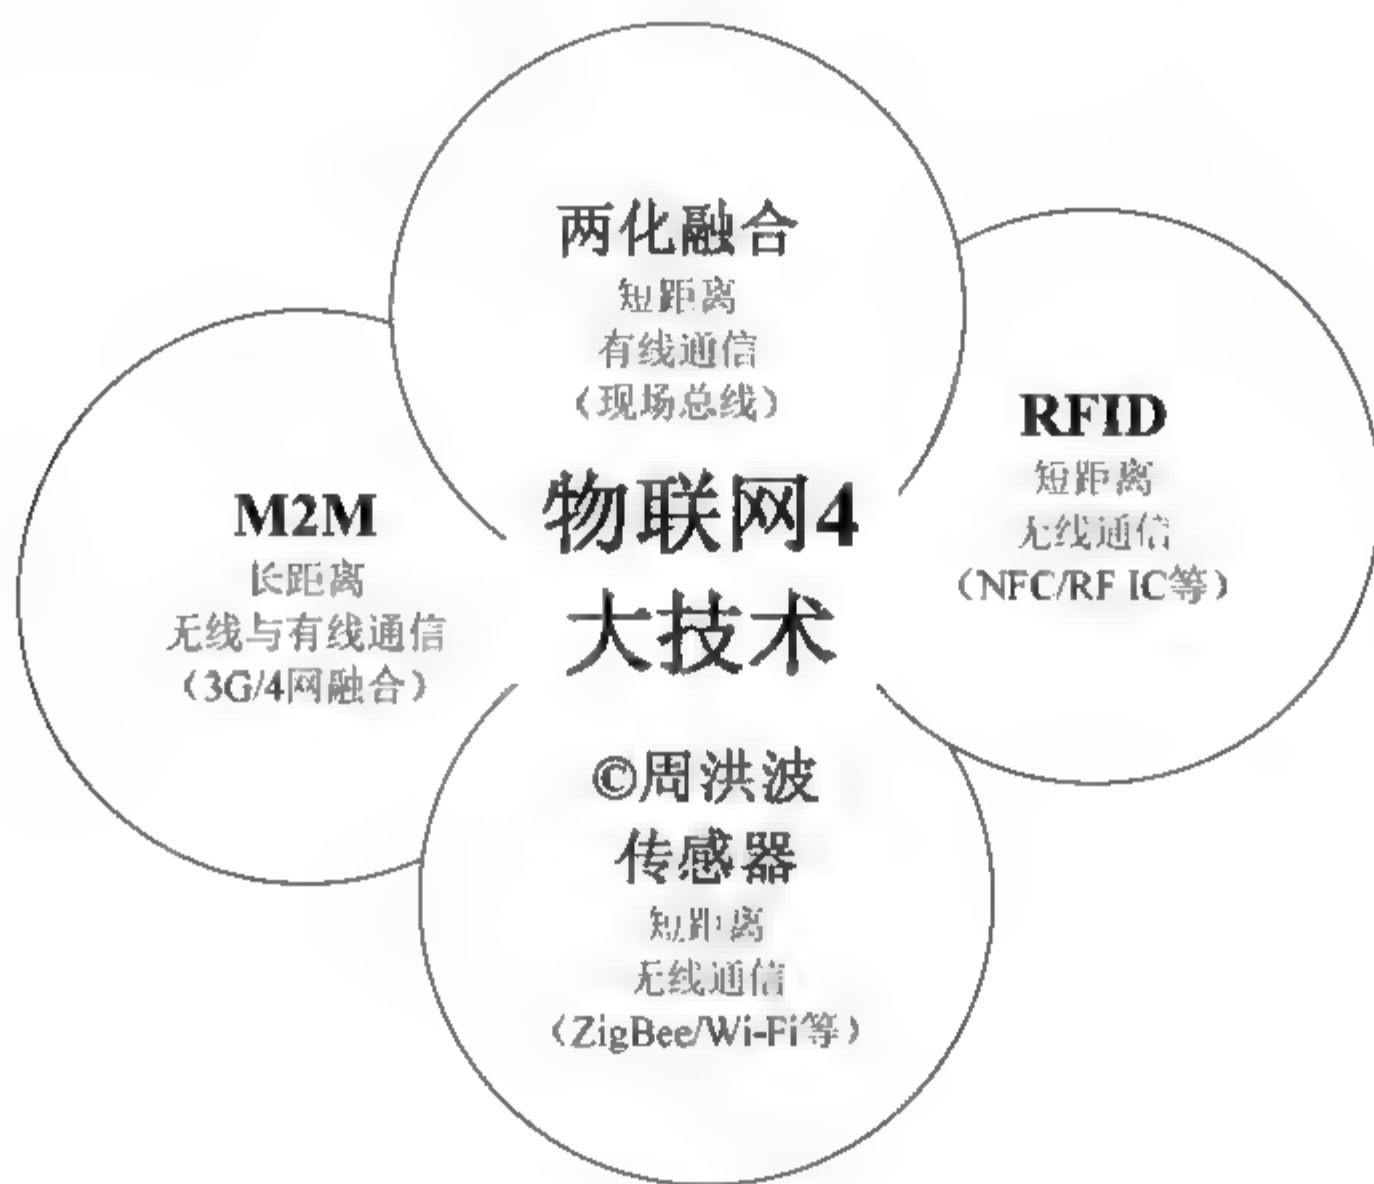 两化融合
短距离
有线通信
（现场总线）
RFID
短距离
无线通信
（NFC/RF IC等）
M2M
长距离
无线与有线通信
（3G/4网融合）
物联网4
大技术
©周洪波
传感器
短距离
无线通信
（ZigBee/Wi-Fi等）